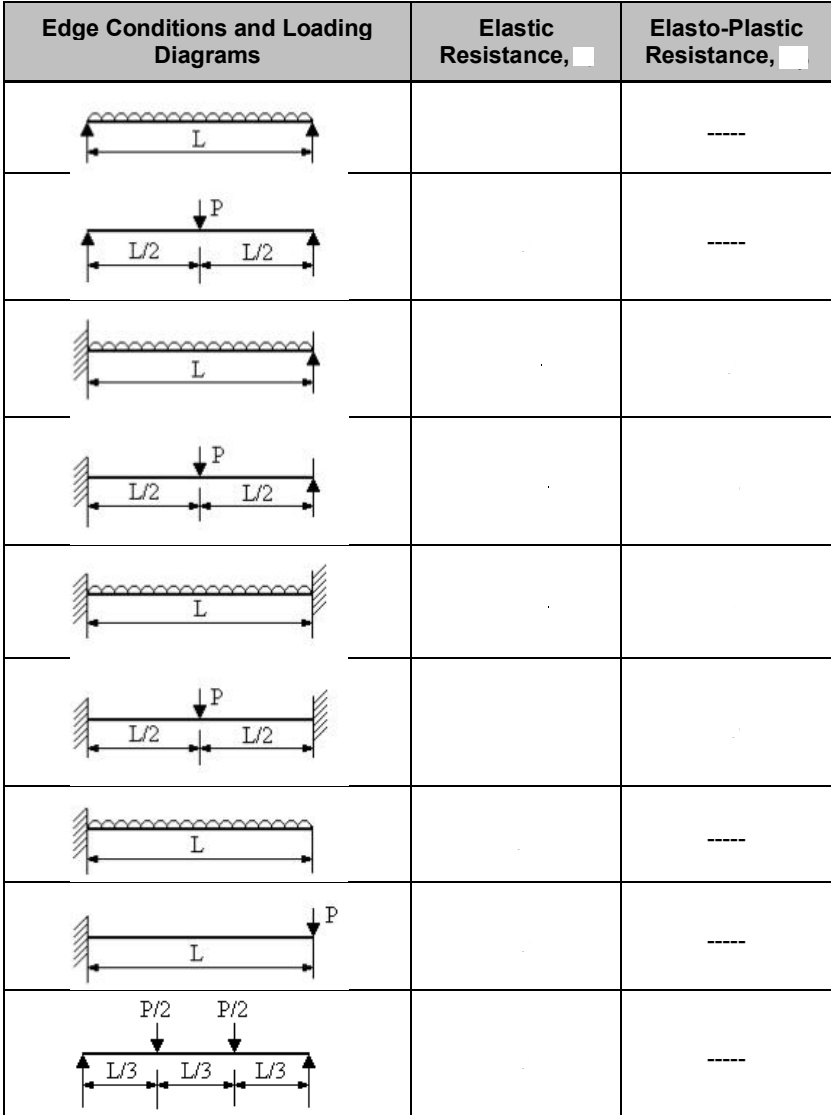 Edge Conditions and Loading
Diagrams
Elastic
Resistance,
Elasto-Plastic
Resistance,
L
-----
P
L/2 L/2
-----
L
P
L/2 L/2
L
P
L/2 L/2
L
-----
P
L
-----
P/2 P/2
L/3 L/3 L/3
-----